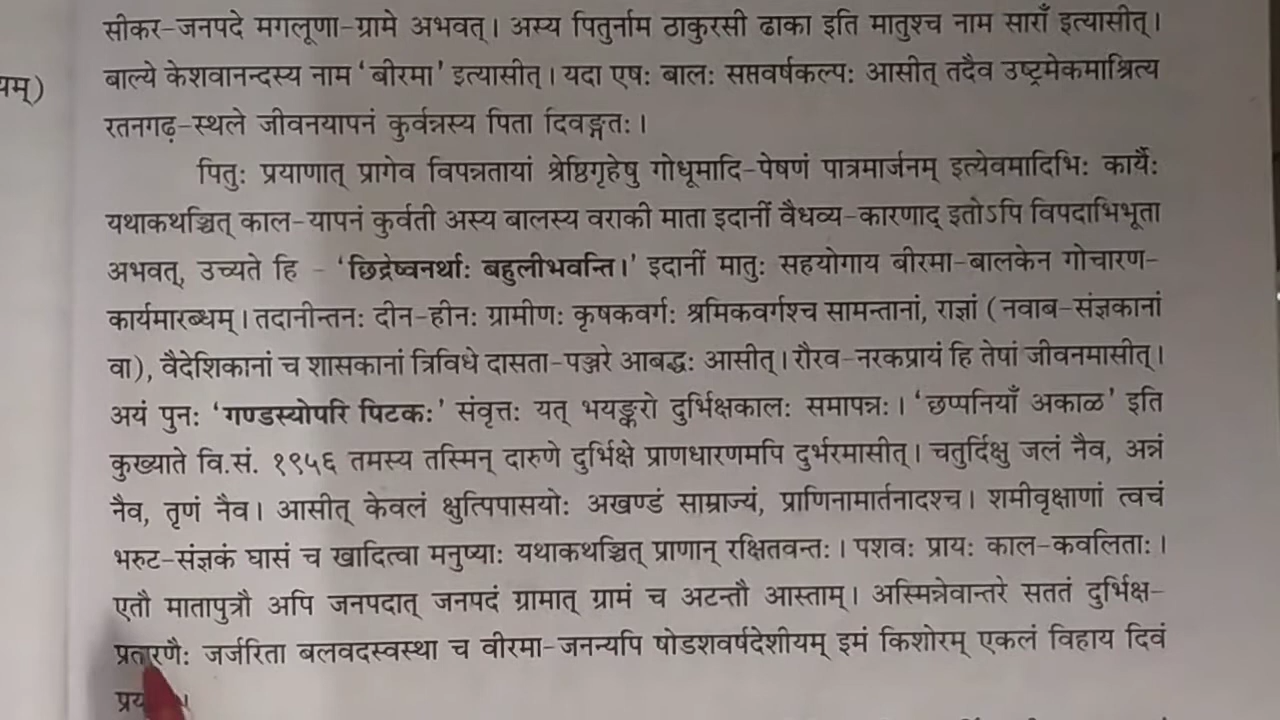 सीकर-जनपदे मगलूणा-ग्रामे अभवत्। अस्य पितुर्नाम ठाकुरसी ढाका इति मातुश्च नाम साराँ इत्यासीत्।
बाल्ये केशवानन्दस्य नाम 'बीरमा' इत्यासीत्। यदा एषः बालः सप्तवर्षकल्पः आसीत् तदैव उष्ट्रमेकमाश्रित्य
यम्)
रतनगढ़-स्थले जीवनयापनं कुर्वन्नस्य पिता दिवङ्गतः।
पितुः प्रयाणात् प्रागेव विपन्नतायां श्रेष्ठिगृहेषु गोधूमादि-पेषणं पात्रमार्जनम् इत्येवमादिभिः कार्यैः
यथाकथञ्चित् काल-यापनं कुर्वती अस्य बालस्य वराकी माता इदानीं वैधव्य-कारणाद् इतोऽपि विपदाभिभूता
अभवत्, उच्यते हि - 'छिद्रेष्वनर्थाः बहुलीभवन्ति।' इदानीं मातुः सहयोगाय बीरमा-बालकेन गोचारण-
कार्यमारब्धम्। तदानीन्तनः दीन-हीनः ग्रामीणः कृषकवर्गः श्रमिकवर्गश्च सामन्तानां, राज्ञां (नवाब-संज्ञकानां
वा), वैदेशिकानां च शासकानां त्रिविधे दासता-पञ्जरे आबद्धः आसीत्। रौरव-नरकप्रायं हि तेषां जीवनमासीत्।
अयं पुनः 'गण्डस्योपरि पिटकः' संवृत्तः यत् भयङ्करो दुर्भिक्षकालः समापन्नः। 'छप्पनियाँ अकाळ' इति
कुख्याते वि.सं. १९५६ तमस्य तस्मिन् दारुणे दुर्भिक्षे प्राणधारणमपि दुर्भरमासीत्। चतुर्दिक्षु जलं नैव, अन्नं
नैव, तृणं नैव। आसीत् केवलं क्षुत्पिपासयोः अखण्डं साम्राज्यं, प्राणिनामार्तनादश्च। शमीवृक्षाणां त्वचं
भरुट-संज्ञकं घासं च खादित्वा मनुष्याः यथाकथञ्चित् प्राणान् रक्षितवन्तः। पशवः प्रायः काल-कवलिताः।
एतौ मातापुत्रौ अपि जनपदात् जनपदं ग्रामात् ग्रामं च अटन्तौ आस्ताम्। अस्मिन्नेवान्तरे सततं दुर्भिक्ष-
जर्जरिता बलवदस्वस्था च वीरमा-जनन्यपि षोडशवर्षदेशीयम् इमं किशोरम् एकलं विहाय दिवं